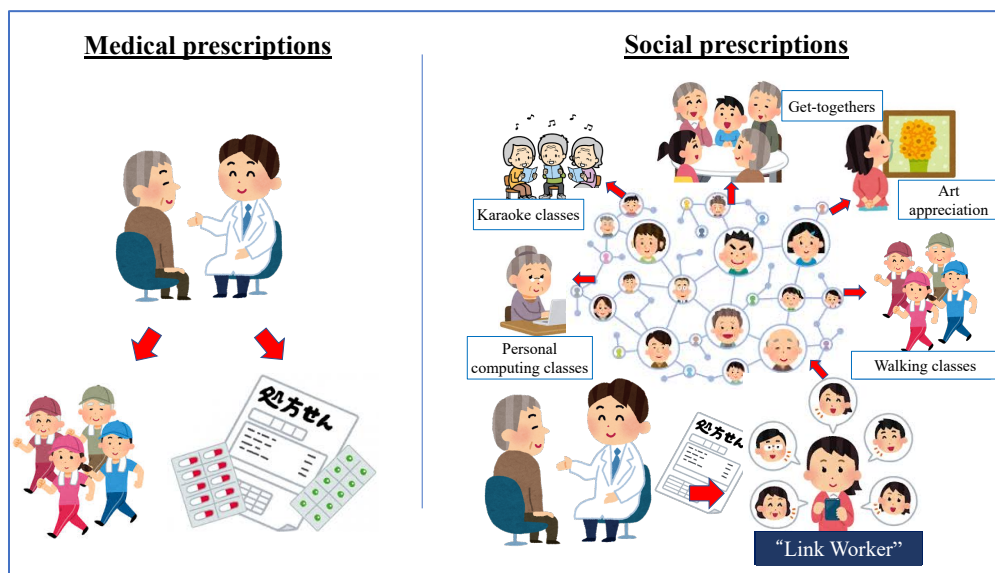 Medical prescriptions
処方せん
Social prescriptions
Get-togethers
Karaoke classes
Art
appreciation
Personal
computing classes
Walking classes
処方せん
“Link Worker”